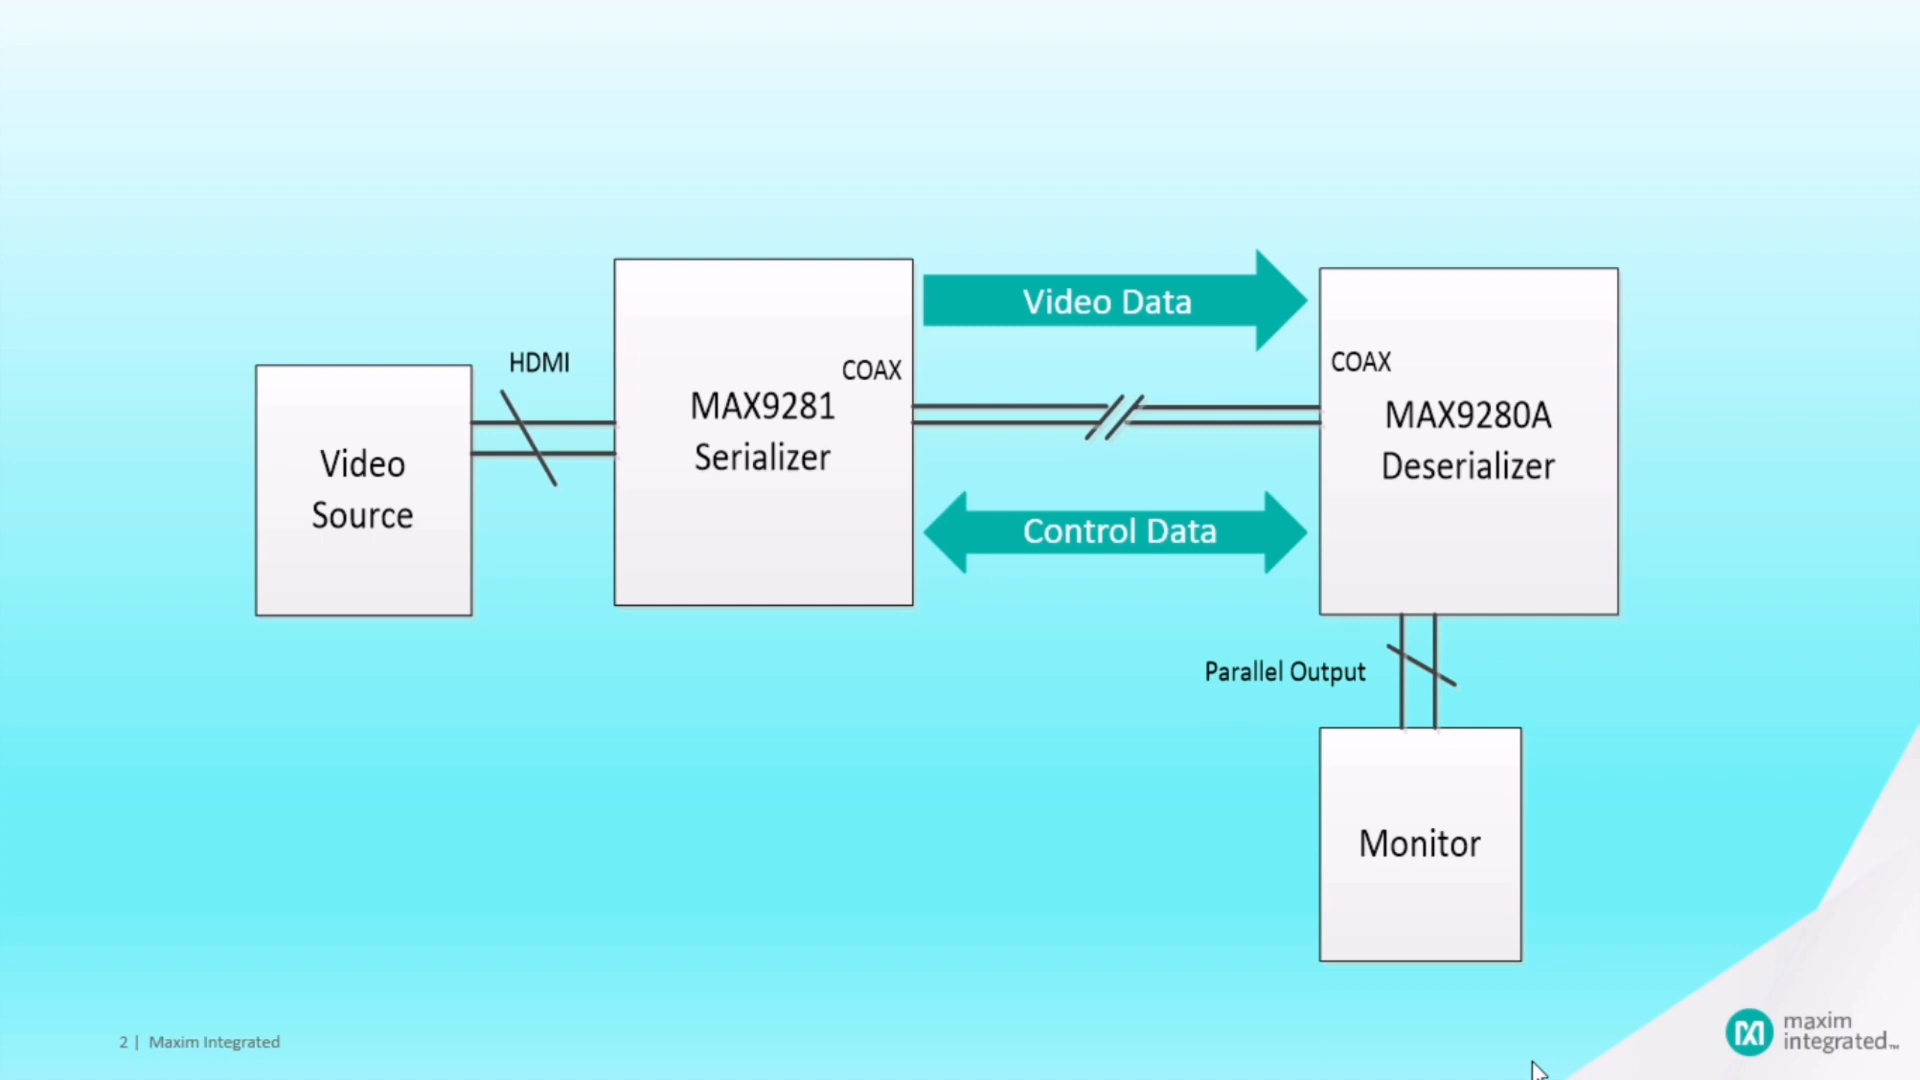 Video Data
HDMI
COAX
COAX
MAX9281
Serializer
MAX9280A
Deserializer
Video
Source
Control Data
Parallel Output
Monitor
2 | Maxim Integrated
maxim
integrated™